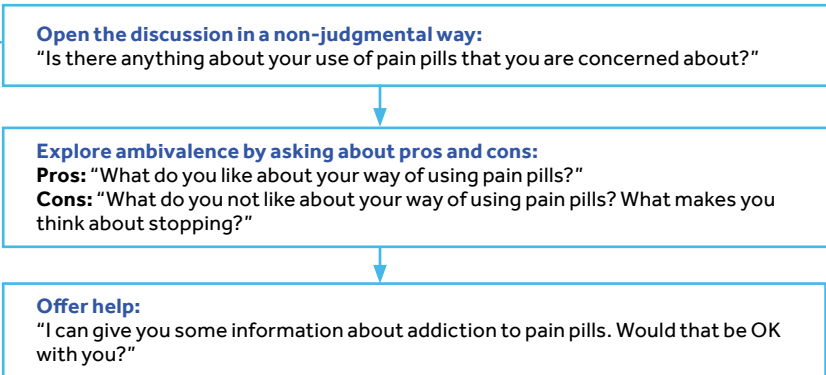 Open the discussion in a non-judgmental way:
“Is there anything about your use of pain pills that you are concerned about?”
Explore ambivalence by asking about pros and cons:
Pros: “What do you like about your way of using pain pills?”
Cons: “What do you not like about your way of using pain pills? What makes you
think about stopping?”
Offer help:
“I can give you some information about addiction to pain pills. Would that be OK
with you?”